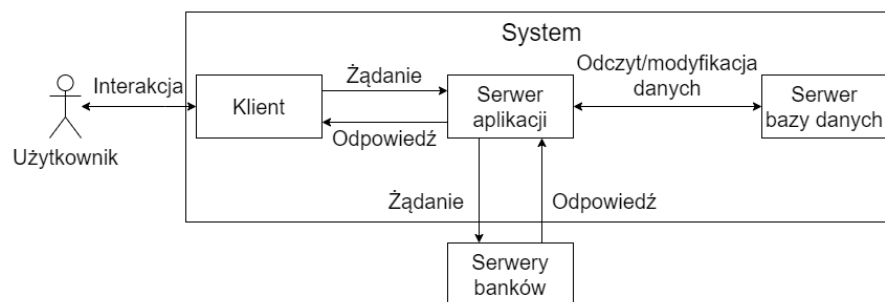 System
Interakcja
Użytkownik
Klient
Żądanie
Odpowiedź
Serwer
aplikacji
Odczyt/modyfikacja
danych
Serwer
bazy danych
Żądanie
Odpowiedź
Serwery
banków